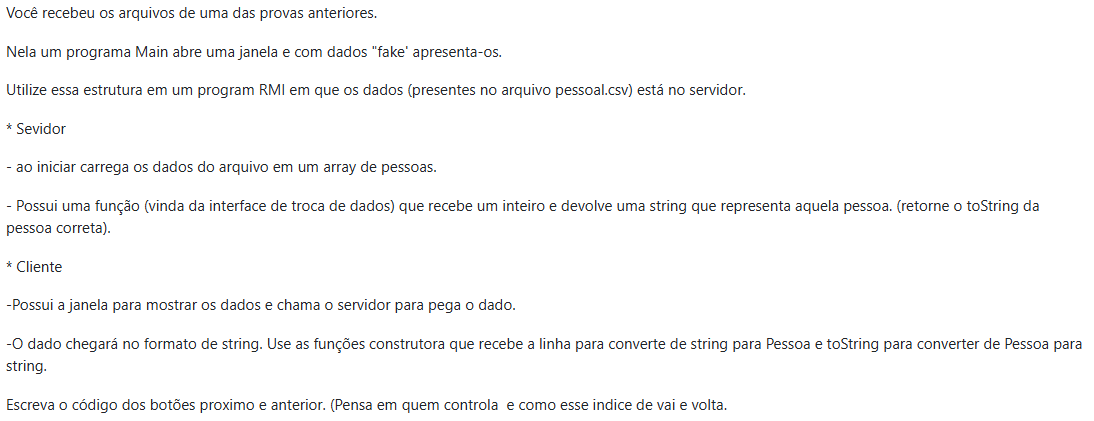 Você recebeu os arquivos de uma das provas anteriores.
Nela um programa Main abre uma janela e com dados "fake' apresenta-os.
Utilize essa estrutura em um program RMI em que os dados (presentes no arquivo pessoal.csv) está no servidor.
* Sevidor
- ao iniciar carrega os dados do arquivo em um array de pessoas.
- Possui uma função (vinda da interface de troca de dados) que recebe um inteiro e devolve uma string que representa aquela pessoa. (retorne o toString da
pessoa correta).
* Cliente
-Possui a janela para mostrar os dados e chama o servidor para pega o dado.
-O dado chegará no formato de string. Use as funções construtora que recebe a linha para converte de string para Pessoa e toString para converter de Pessoa para
string.
Escreva o código dos botões proximo e anterior. (Pensa em quem controla e como esse indice de vai e volta.